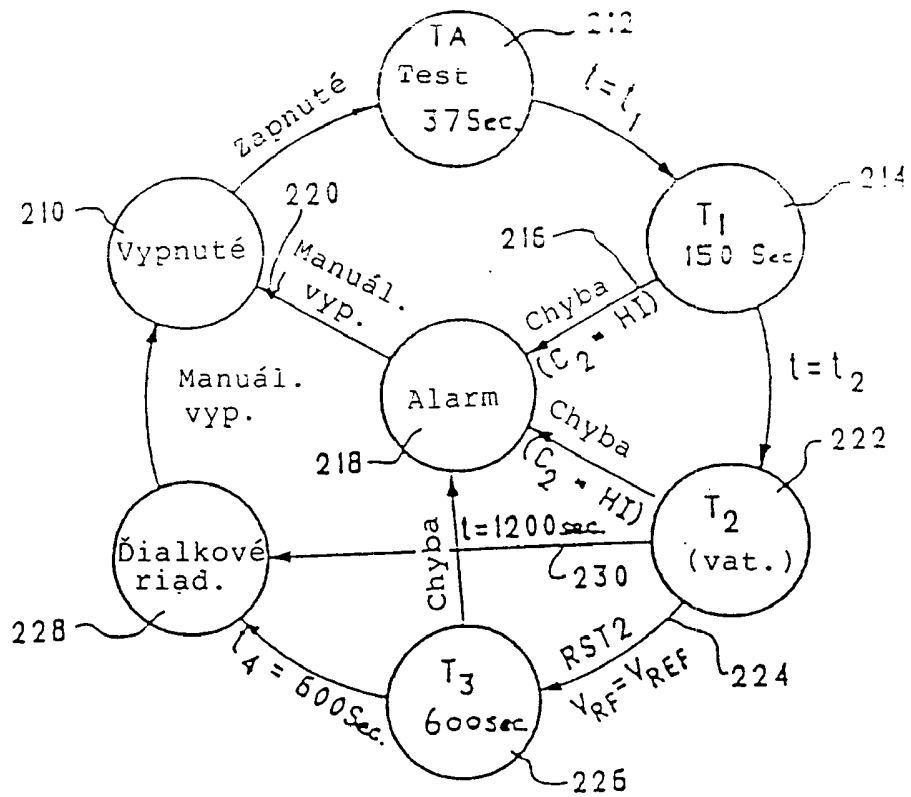 TA
Test
37Sec.
212
Zapnuté
t=t₁
T₁
150 Sec
214
210
Vypnuté
220
Manuál.
vyp.
216
Chyba
(C₂ = HI)
t=t₂
Alarm
218
Manuál.
vyp.
Chyba
(C₂ = HI)
222
T₂
(vat.)
t=1200sec.
230
Ďialkové
riad.
228
Chyba
RST2
V_RF=V_REF
224
t₄ = 600Sec.
T₃
600sec
226